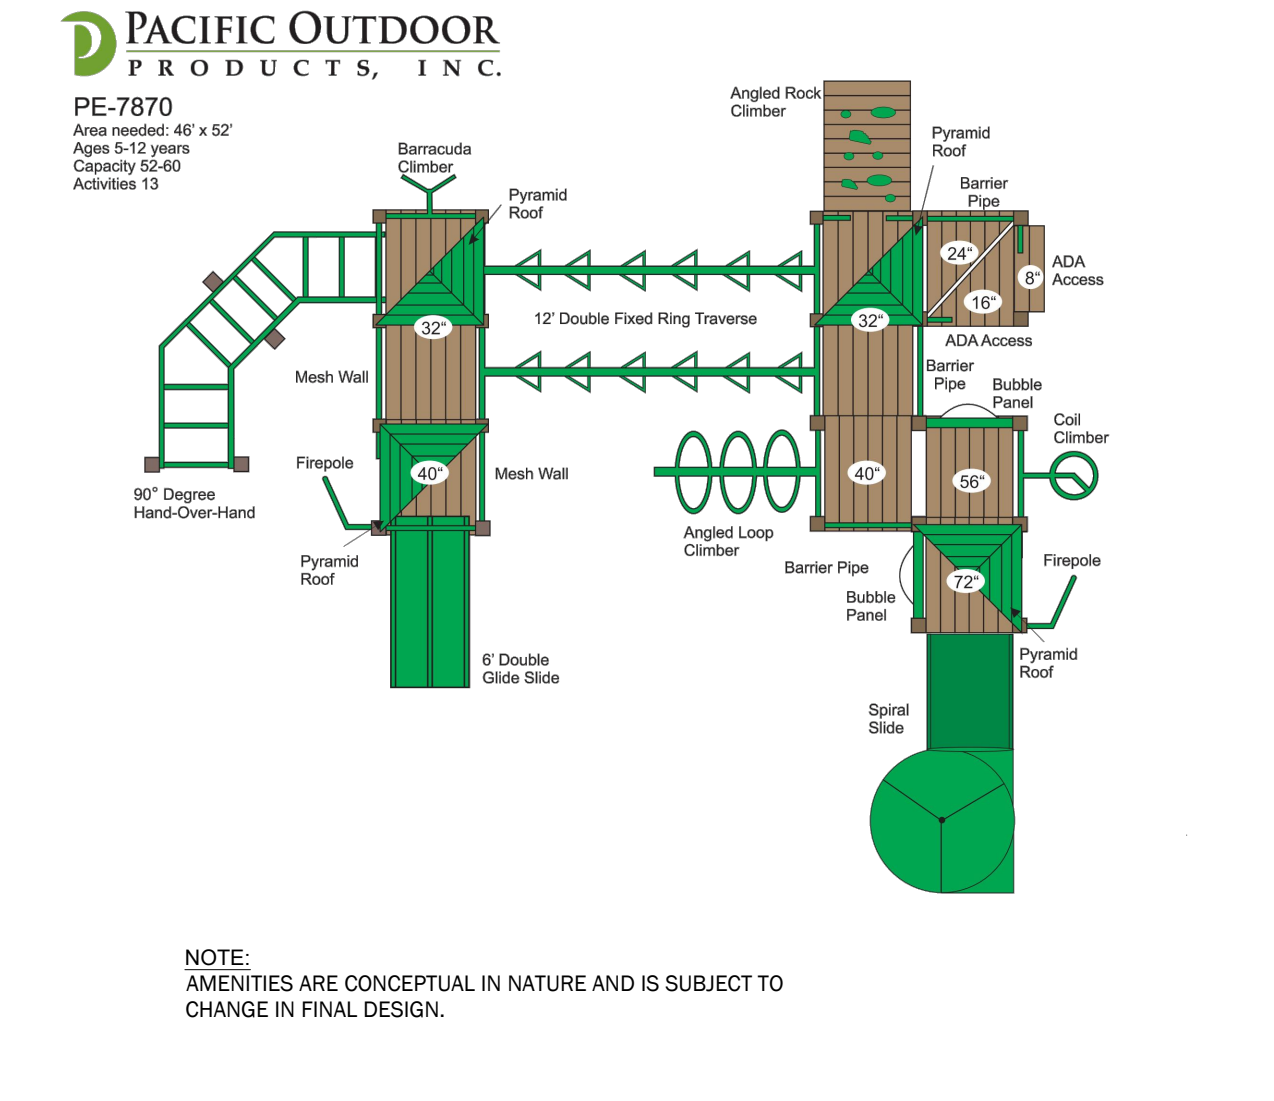 PACIFIC OUTDOOR
PRODUCTS, INC.
PE-7870
Area needed: 46’ x 52’
Ages 5-12 years
Capacity 52-60
Activities 13
Angled Rock
Climber
Pyramid
Roof
Barracuda
Climber
Pyramid
Roof
Barrier
Pipe
24“
8“
ADA
Access
16“
32“
12’ Double Fixed Ring Traverse
32“
ADA Access
Mesh Wall
Barrier
Pipe
Bubble
Panel
Coil
Climber
Firepole
40“
Mesh Wall
40“
56“
90° Degree
Hand-Over-Hand
Angled Loop
Climber
Pyramid
Roof
Barrier Pipe
72“
Firepole
Bubble
Panel
6’ Double
Glide Slide
Pyramid
Roof
Spiral
Slide
NOTE:
AMENITIES ARE CONCEPTUAL IN NATURE AND IS SUBJECT TO
CHANGE IN FINAL DESIGN.